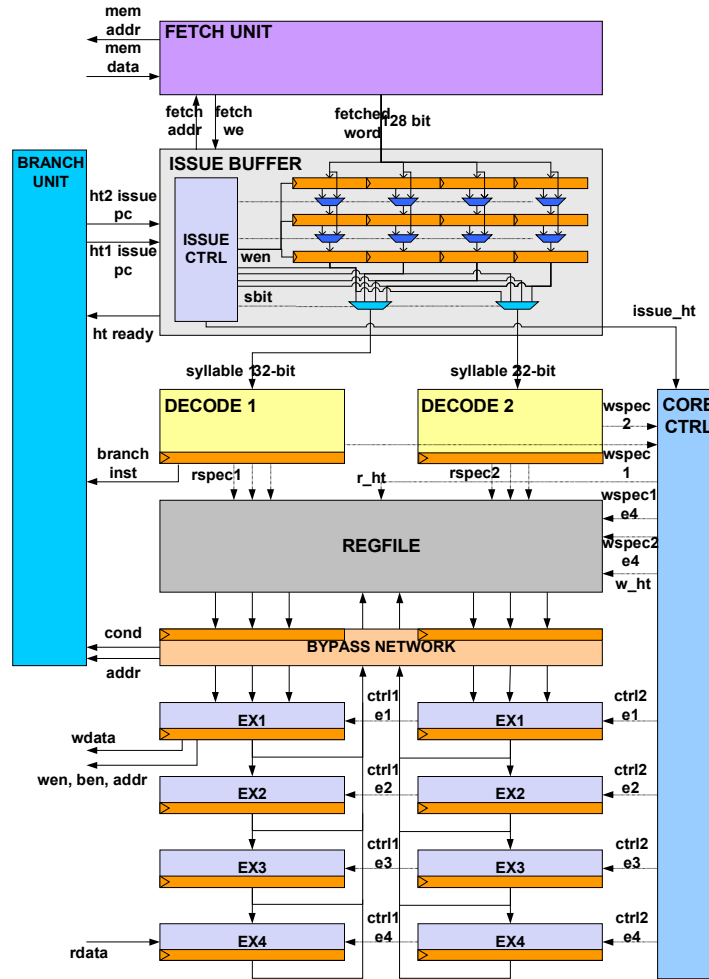 mem
addr
mem
data
FETCH UNIT
fetch
addr
fetch
we
fetched
word
128 bit
BRANCH
UNIT
ISSUE BUFFER
ht2 issue
pc
ht1 issue
pc
ISSUE
CTRL
wen
sbit
ht ready
issue_ht
syllable 1
32-bit
syllable 2
32-bit
DECODE 1
DECODE 2
wspec
2
CORE
CTRL
branch
inst
rspec1
r_ht
rspec2
wspec
1
wspec1
e4
REGFILE
wspec2
e4
w_ht
cond
addr
BYPASS NETWORK
EX1
ctrl1
e1
EX1
ctrl2
e1
wdata
wen, ben, addr
EX2
ctrl1
e2
EX2
ctrl2
e2
EX3
ctrl1
e3
EX3
ctrl2
e3
rdata
EX4
ctrl1
e4
EX4
ctrl2
e4